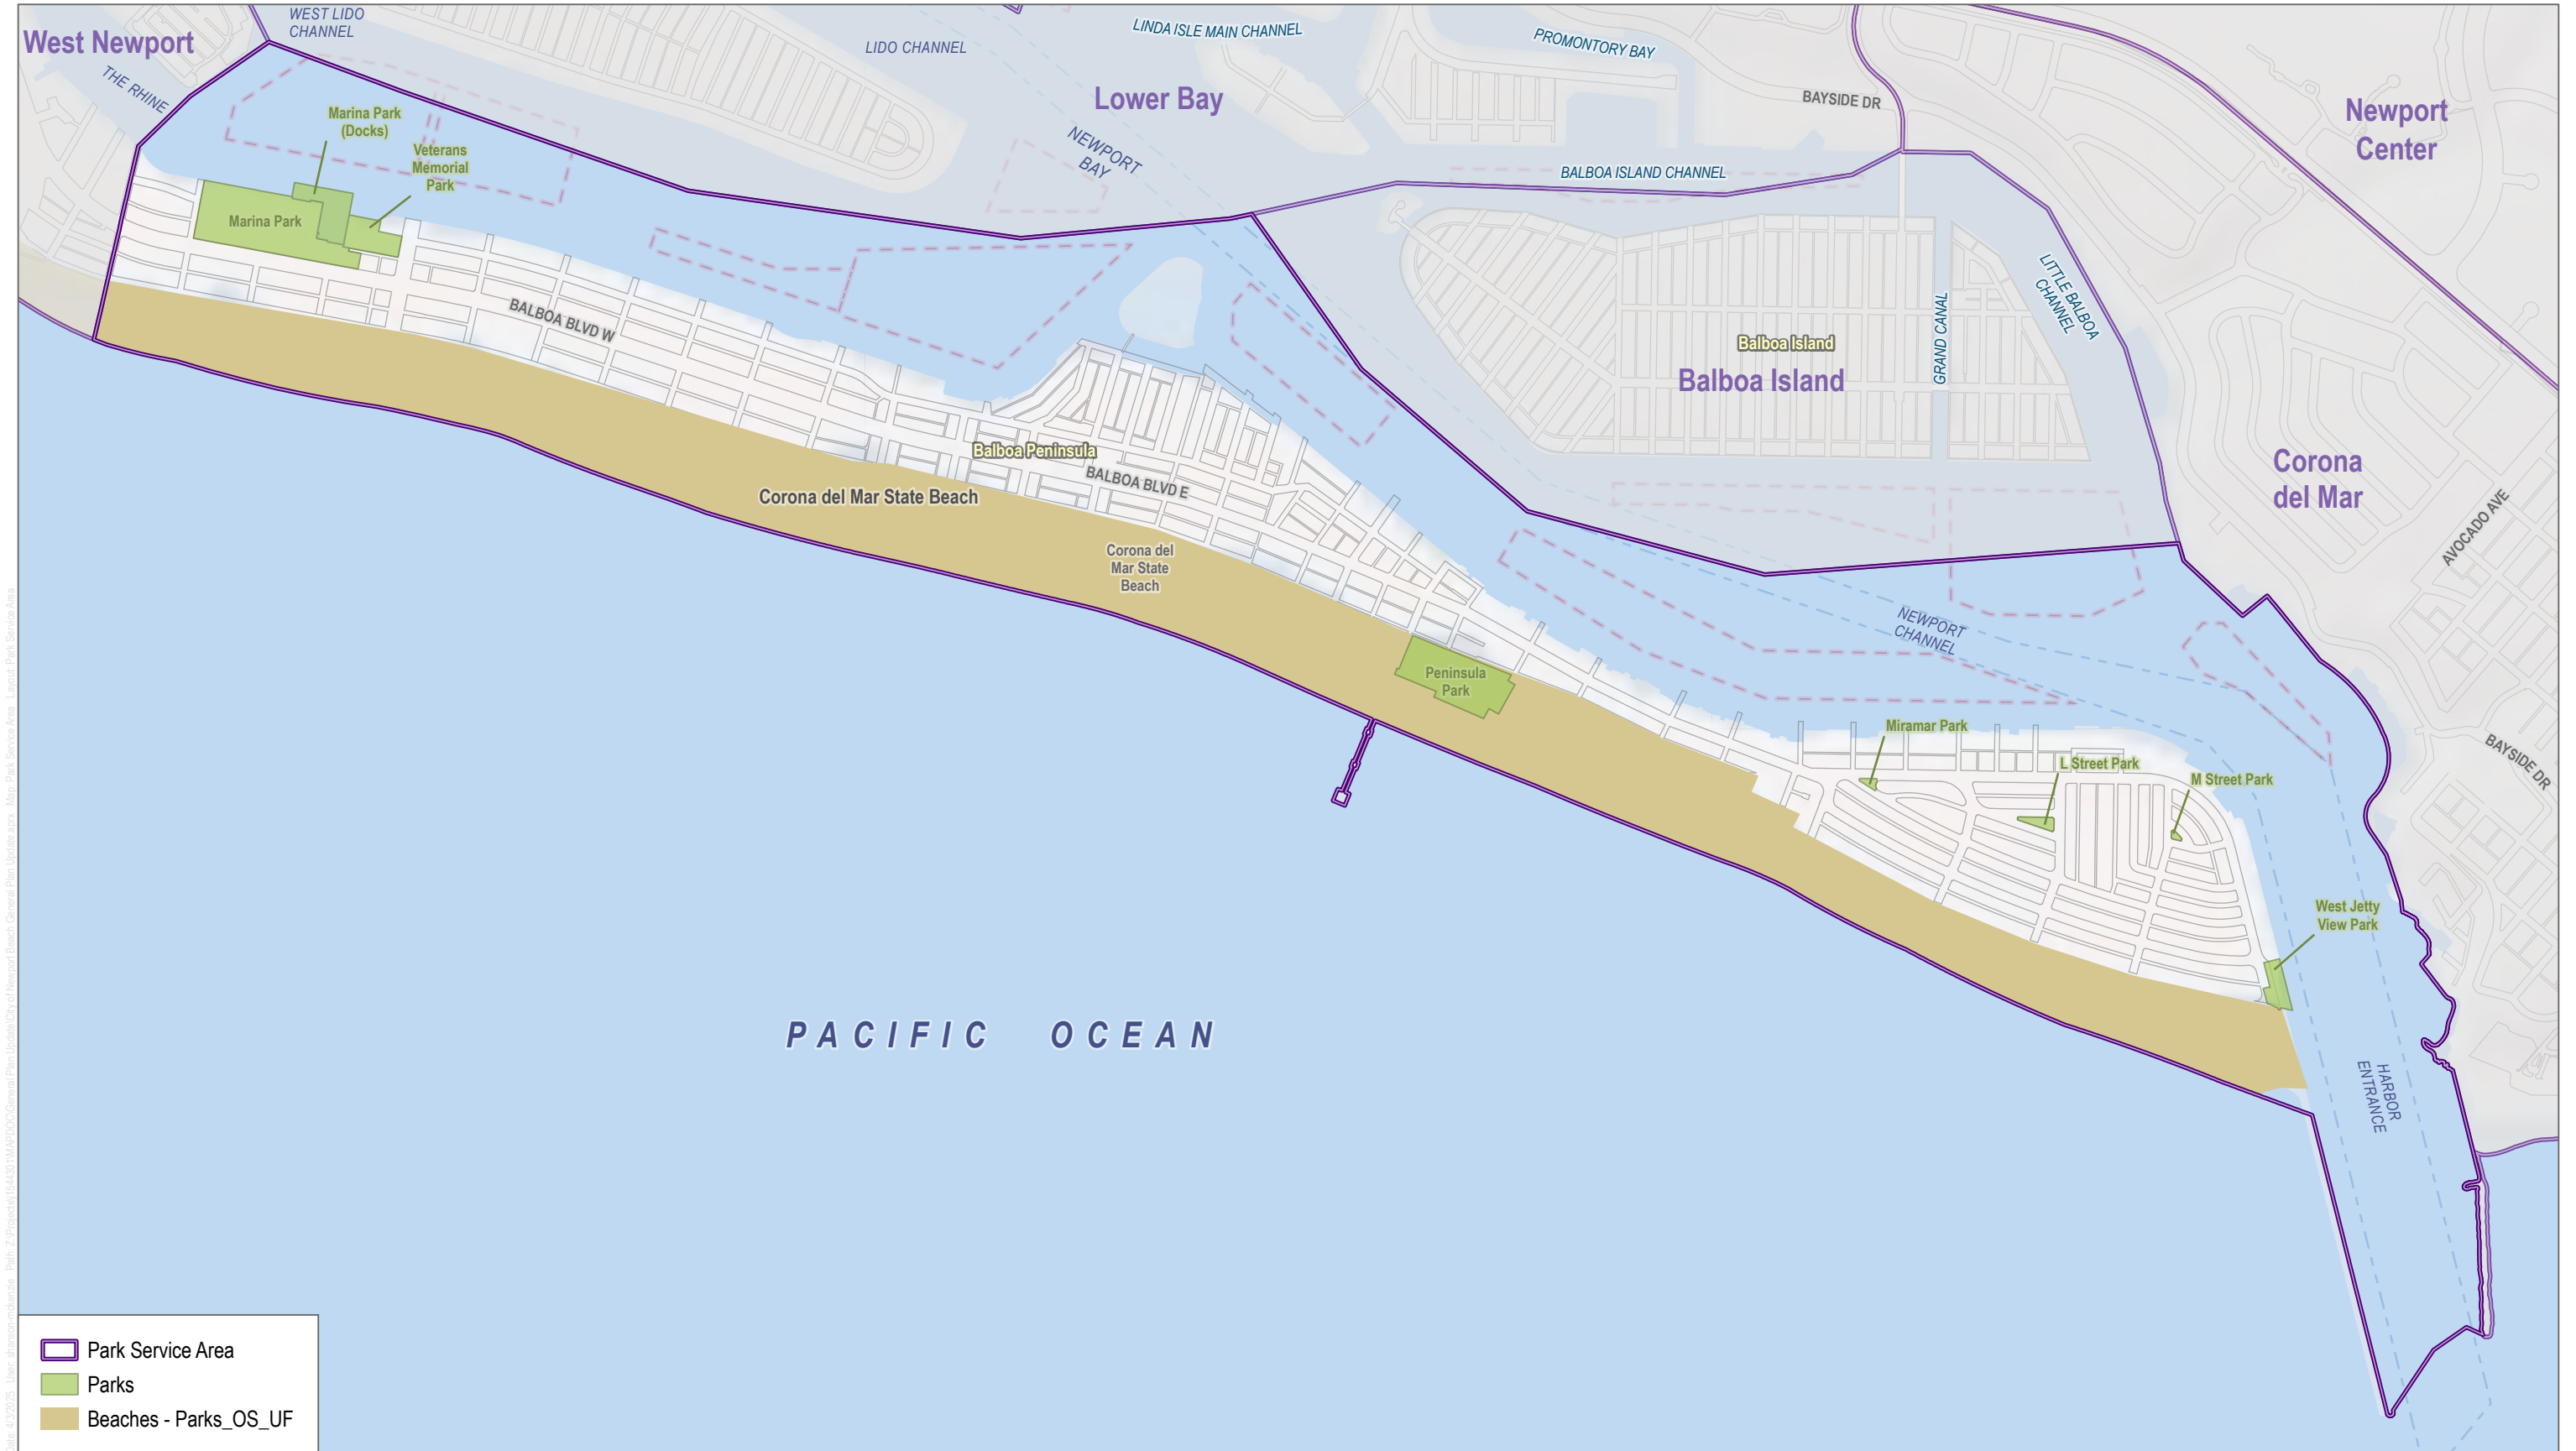 West Newport
WEST LIDO
CHANNEL
THE RHINE
LIDO CHANNEL
LINDA ISLE MAIN CHANNEL
PROMONTORY BAY
Lower Bay
BAYSIDE DR
Newport
Center
NEWPORT
BAY
BALBOA ISLAND CHANNEL
Marina Park
(Docks)
Veterans
Memorial
Park
Marina Park
BALBOA BLVD W
LITTLE BALBOA
CHANNEL
GRAND CANAL
Balboa Island
Balboa Island
Balboa Peninsula
BALBOA BLVD E
Corona del Mar State Beach
Corona
del Mar
AVOCADO AVE
Corona del
Mar State
Beach
NEWPORT
CHANNEL
Peninsula
Park
Miramar Park
L Street Park
M Street Park
BAYSIDE DR
West Jetty
View Park
PACIFIC OCEAN
HARBOR
ENTRANCE
Park Service Area
Parks
Beaches - Parks_OS_UF